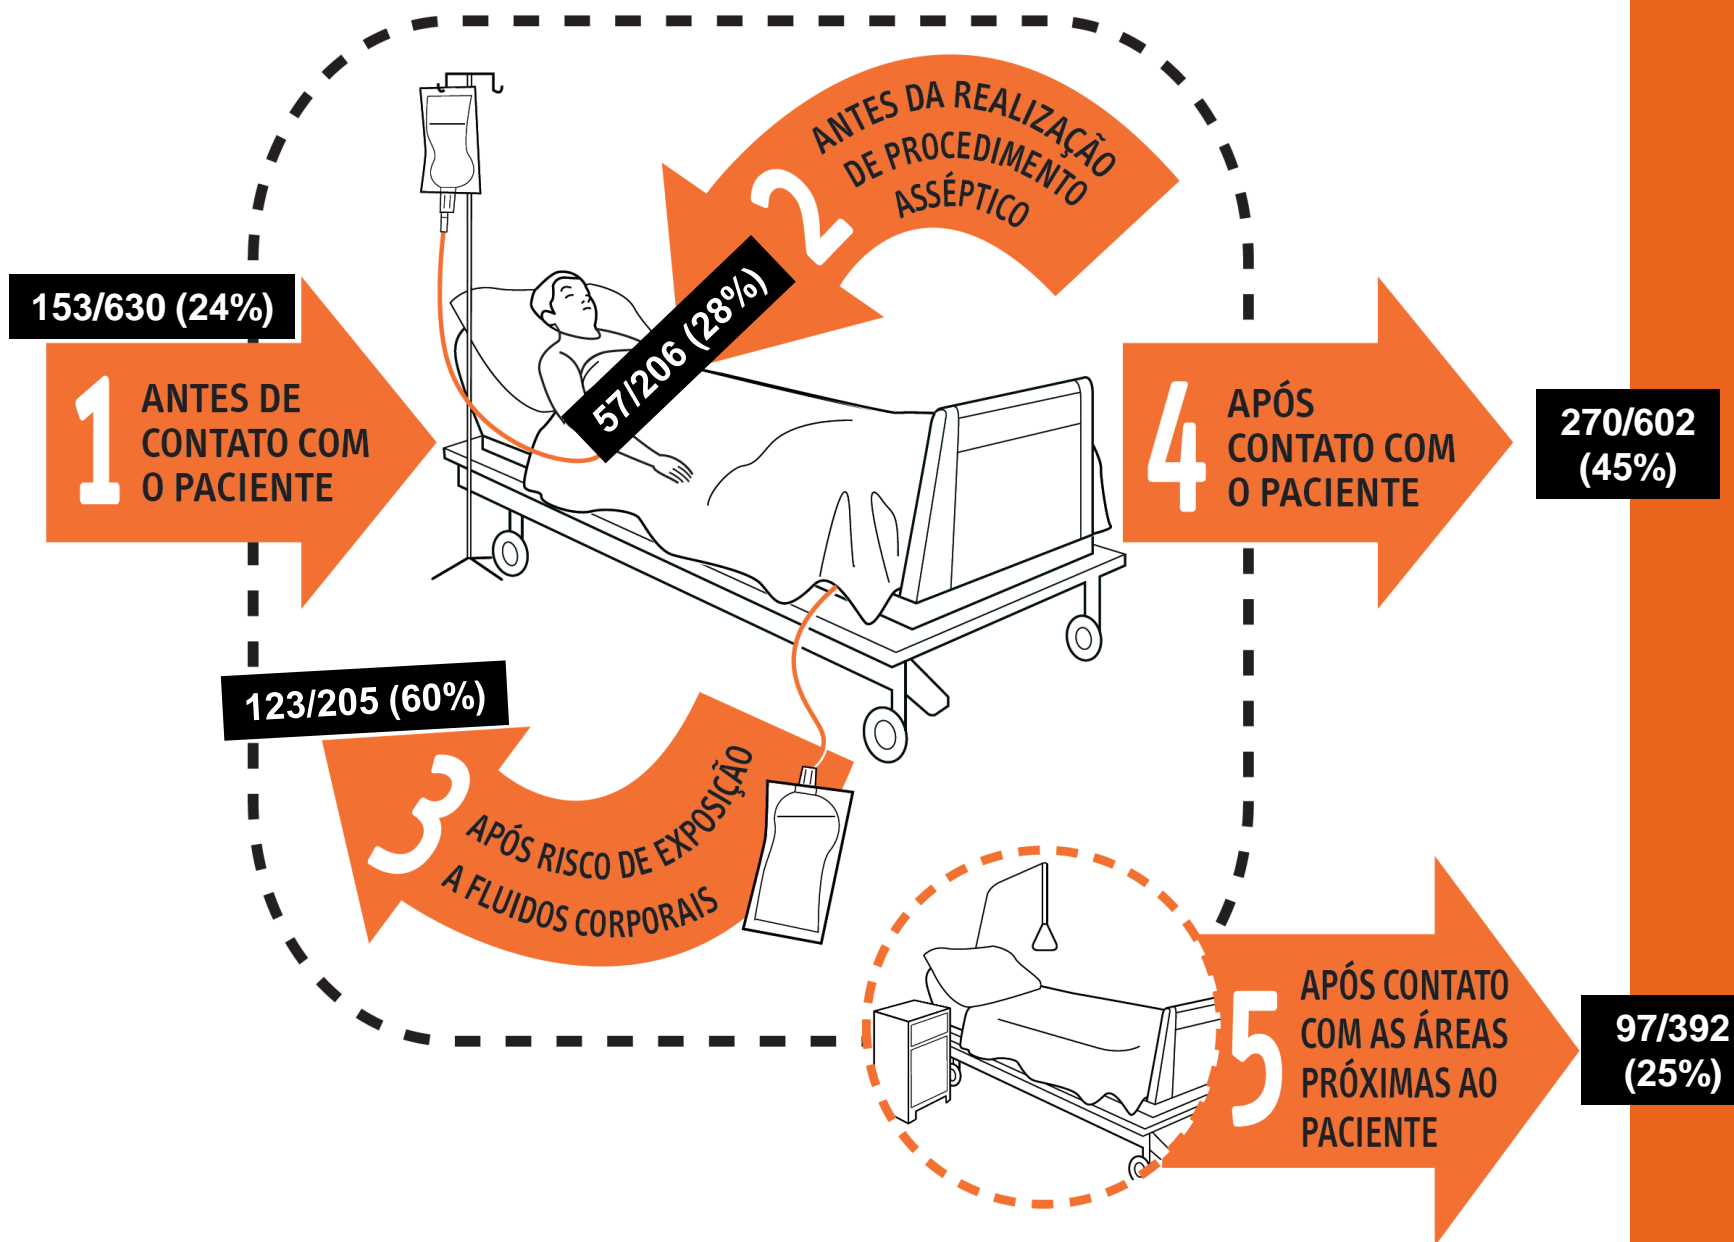 153/630 (24%)
1
ANTES DE
CONTATO COM
O PACIENTE
2
ANTES DA REALIZAÇÃO
DE PROCEDIMENTO
ASSÉPTICO
57/206 (28%)
123/205 (60%)
3
APÓS RISCO DE EXPOSIÇÃO
A FLUIDOS CORPORAIS
4
APÓS
CONTATO COM
O PACIENTE
270/602
(45%)
5
APÓS CONTATO
COM AS ÁREAS
PRÓXIMAS AO
PACIENTE
97/392
(25%)